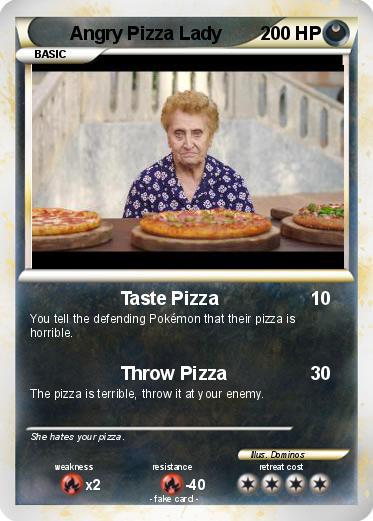 Angry Pizza Lady 200 HP
BASIC
Taste Pizza 10
You tell the defending Pokémon that their pizza is
horrible.
Throw Pizza 30
The pizza is terrible, throw it at your enemy.
She hates your pizza.
Illus. Dominos
weakness resistance retreat cost
x2 -40
- fake card -